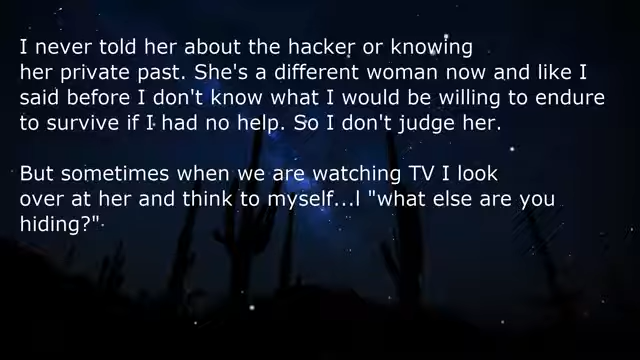 I never told her about the hacker or knowing
her private past. She's a different woman now and like I
said before I don't know what I would be willing to endure
to survive if I had no help. So I don't judge her.
But sometimes when we are watching TV I look
over at her and think to myself...l "what else are you
hiding?"